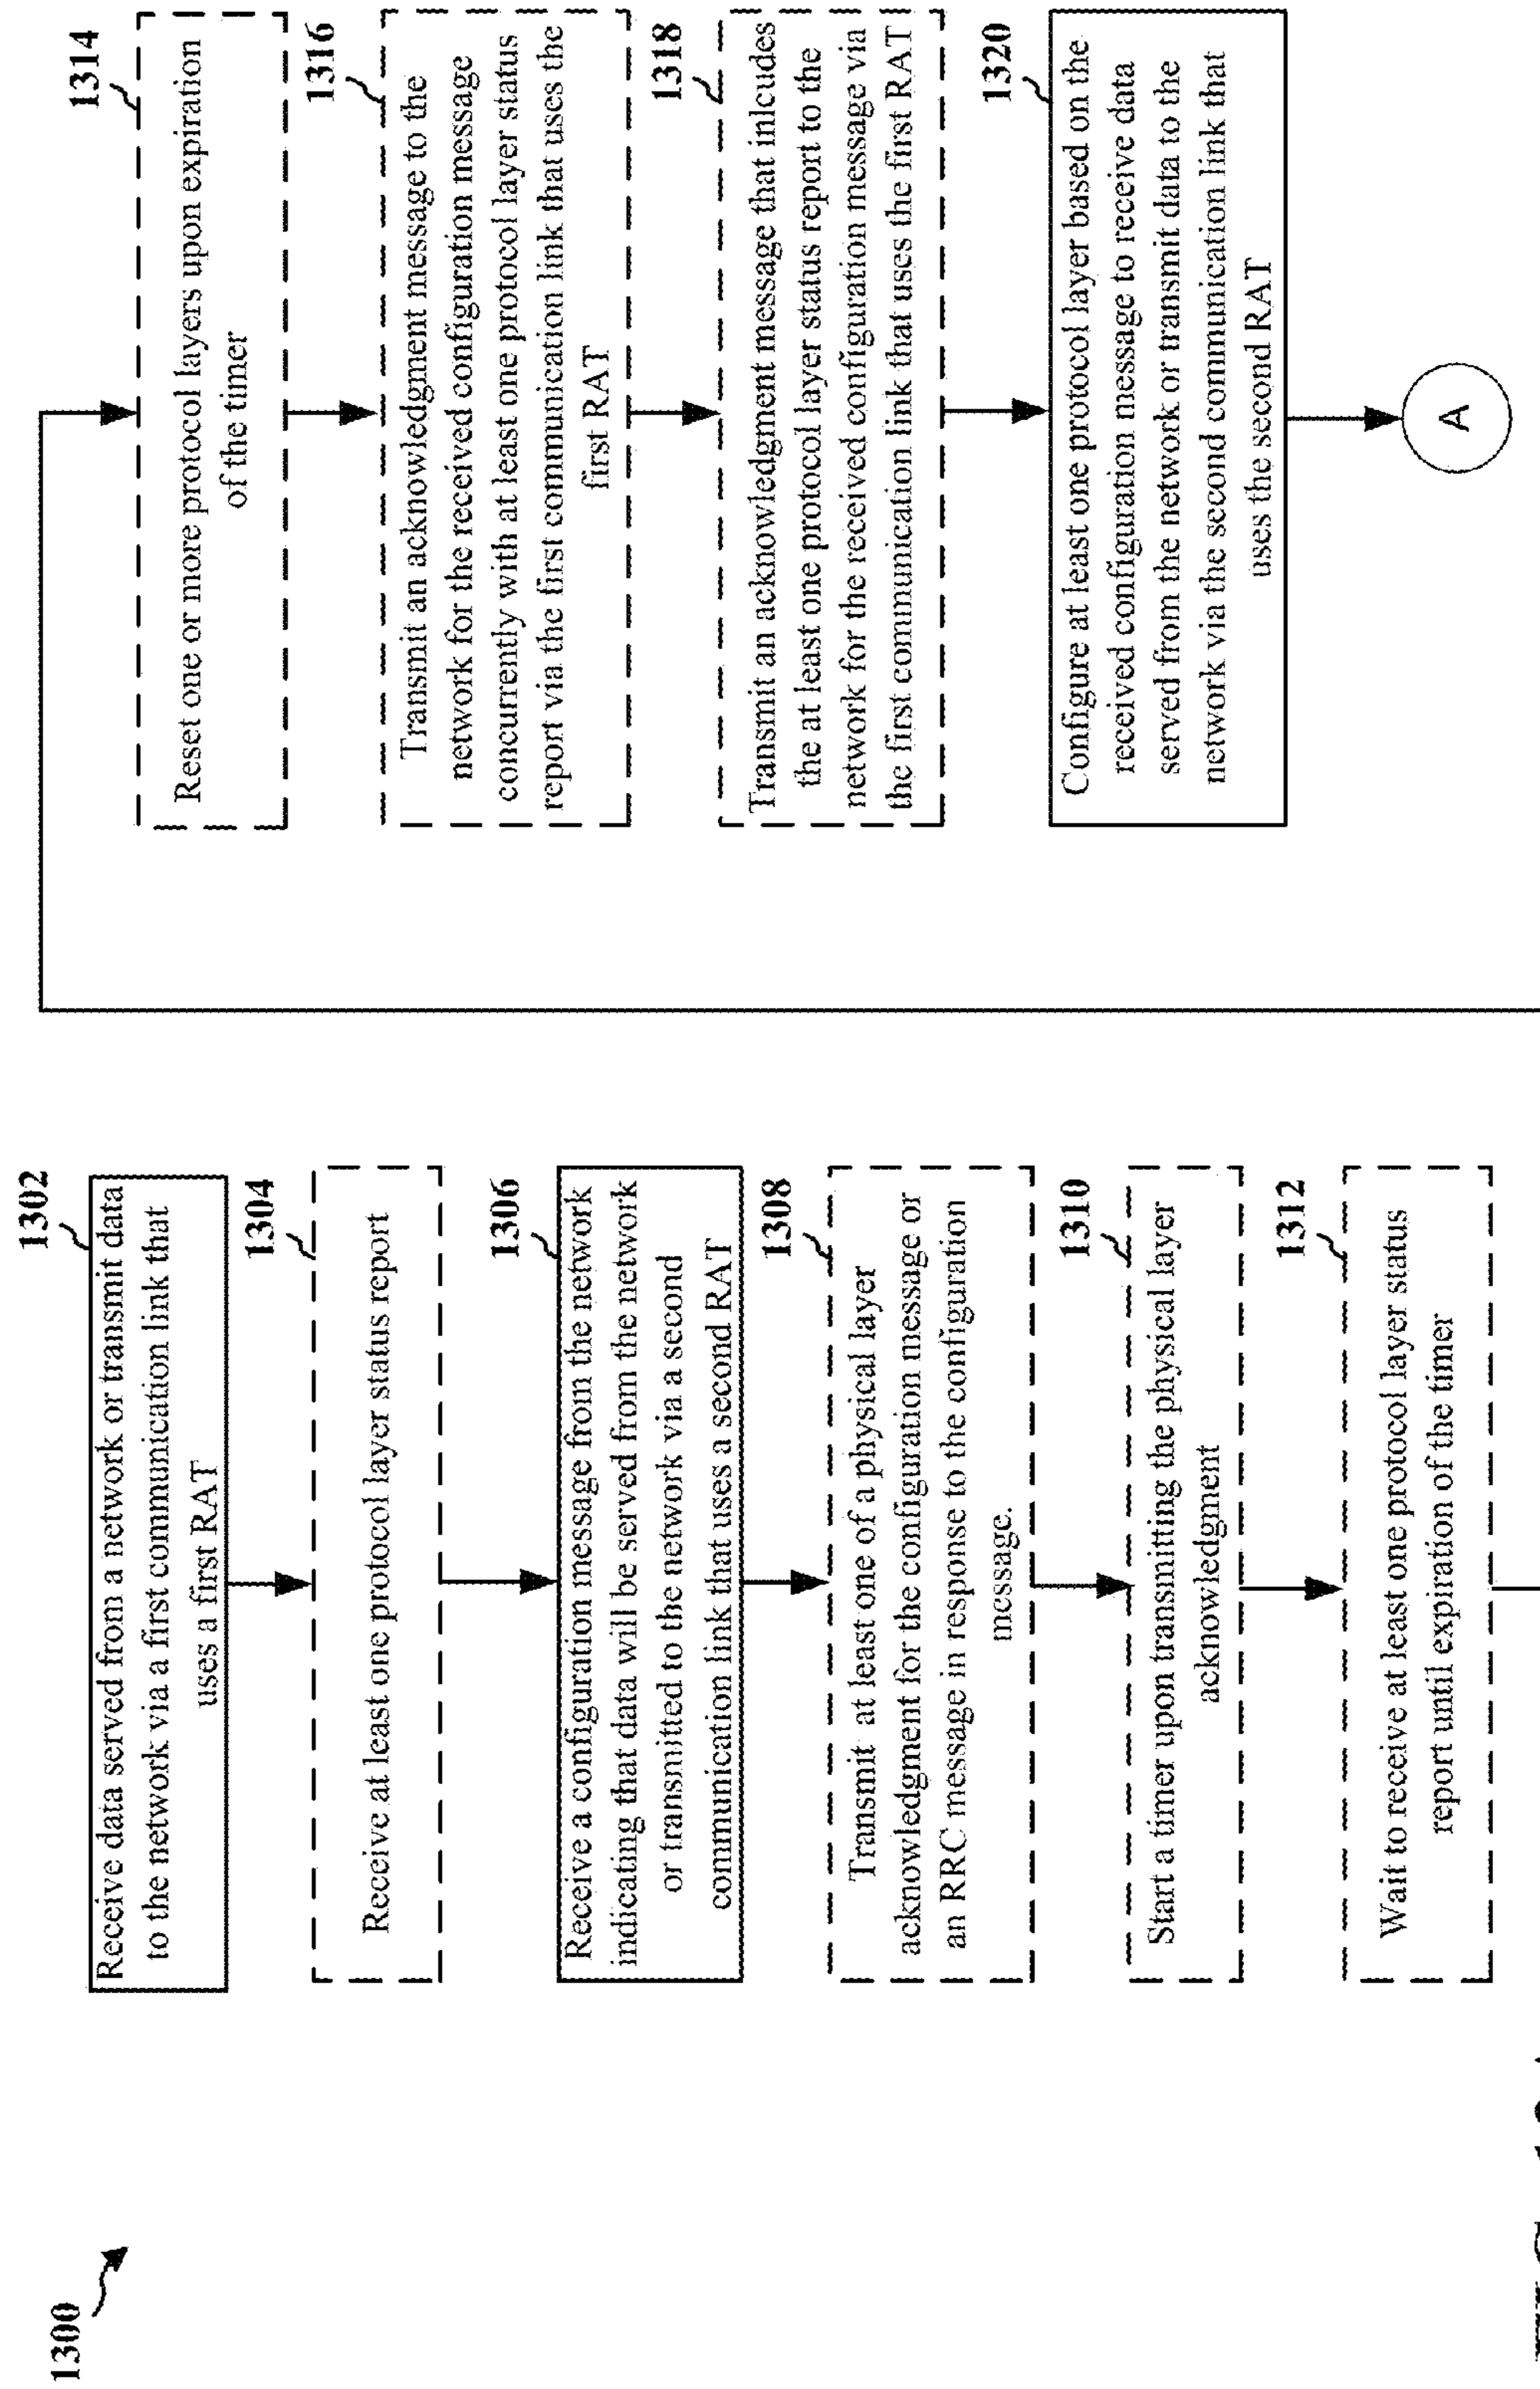 1300
1302
Receive data served from a network or transmit data
to the network via a first communication link that
uses a first RAT
1304
Receive at least one protocol layer status report
1306
Receive a configuration message from the network
indicating that data will be served from the network
or transmitted to the network via a second
communication link that uses a second RAT
1308
Transmit at least one of a physical layer
acknowledgment for the configuration message or
an RRC message in response to the configuration
message.
1310
Start a timer upon transmitting the physical layer
acknowledgment
1312
Wait to receive at least one protocol layer status
report until expiration of the timer
1314
Reset one or more protocol layers upon expiration
of the timer
1316
Transmit an acknowledgment message to the
network for the received configuration message
concurrently with at least one protocol layer status
report via the first communication link that uses the
first RAT
1318
Transmit an acknowledgment message that inlcudes
the at least one protocol layer status report to the
network for the received configuration message via
the first communication link that uses the first RAT
1320
Configure at least one protocol layer based on the
received configuration message to receive data
served from the network or transmit data to the
network via the second communication link that
uses the second RAT
A